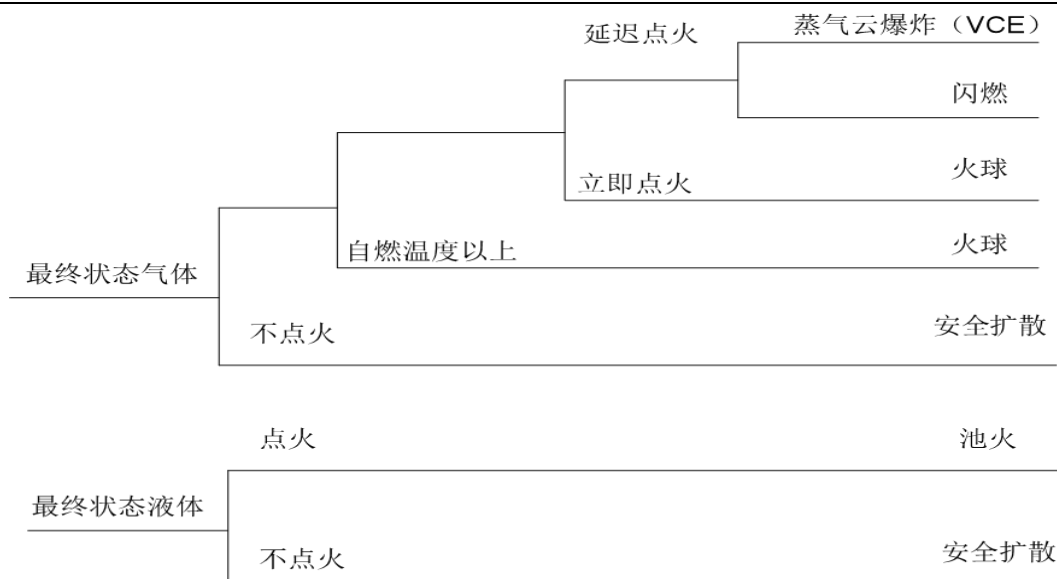 延迟点火
蒸气云爆炸（VCE）
闪燃
立即点火
火球
自燃温度以上
火球
最终状态气体
不点火
安全扩散
点火
池火
最终状态液体
不点火
安全扩散